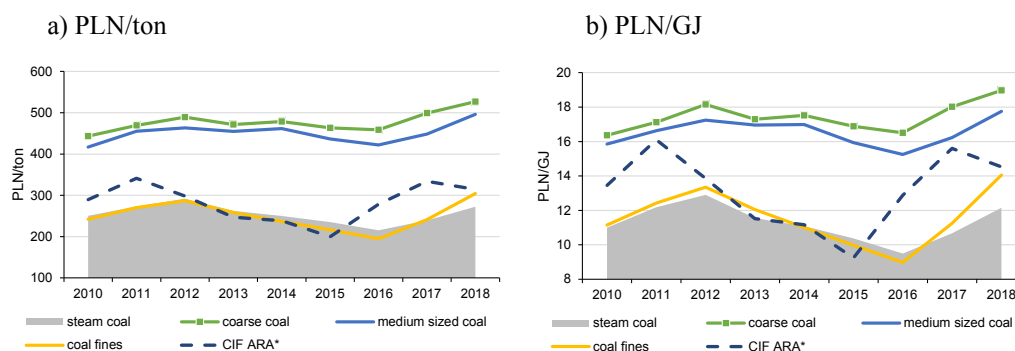 a) PLN/ton
b) PLN/GJ
PLN/ton
600
500
400
300
200
100
2010 2011 2012 2013 2014 2015 2016 2017 2018
steam coal coarse coal medium sized coal
coal fines CIF ARA*
PLN/GJ
20
18
16
14
12
10
8
2010 2011 2012 2013 2014 2015 2016 2017 2018
steam coal coarse coal medium sized coal
coal fines CIF ARA*